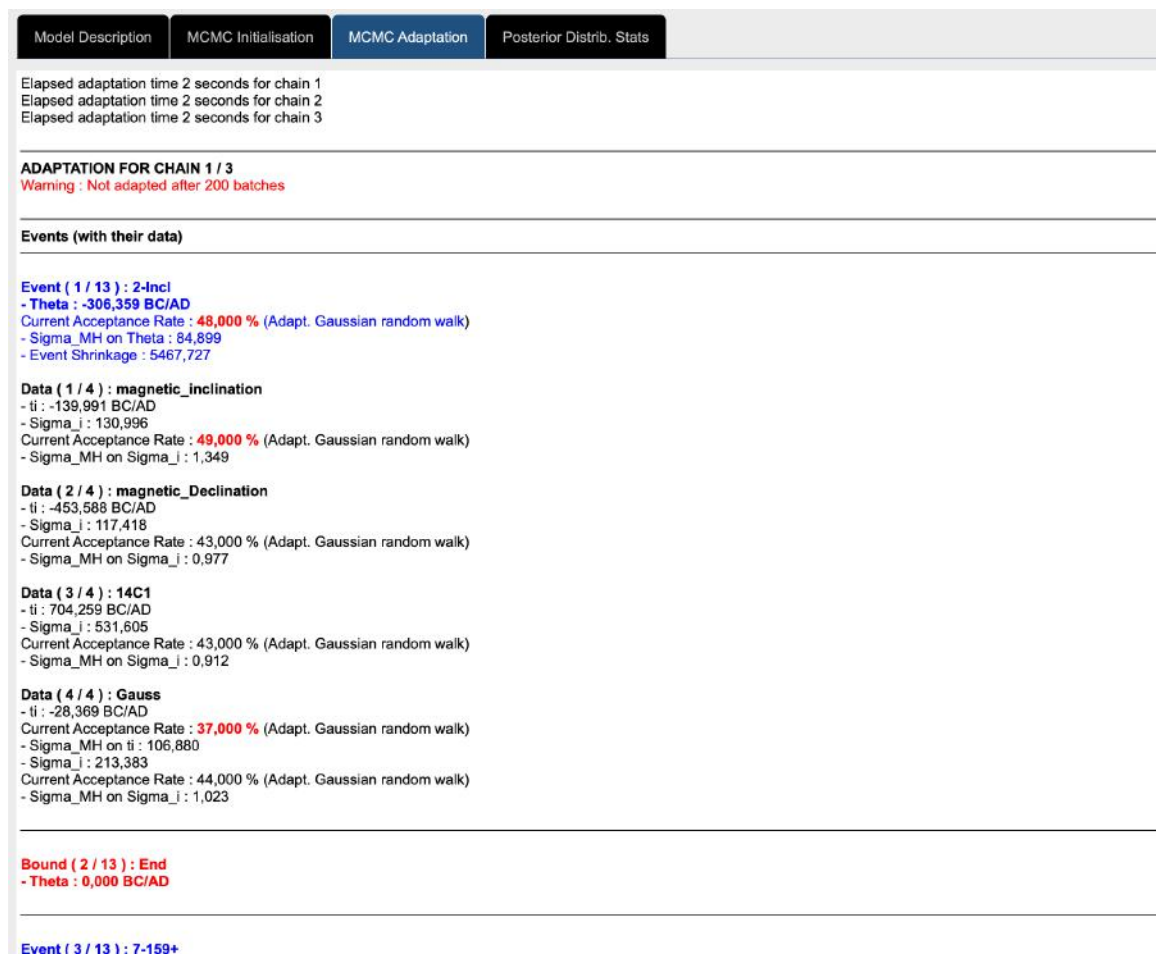 Model Description MCMC Initialisation MCMC Adaptation Posterior Distrib. Stats
Elapsed adaptation time 2 seconds for chain 1
Elapsed adaptation time 2 seconds for chain 2
Elapsed adaptation time 2 seconds for chain 3
ADAPTATION FOR CHAIN 1 / 3
Warning : Not adapted after 200 batches
Events (with their data)
Event ( 1 / 13 ) : 2-Incl
- Theta : -306,359 BC/AD
Current Acceptance Rate : 48,000 % (Adapt. Gaussian random walk)
- Sigma_MH on Theta : 84,899
- Event Shrinkage : 5467,727
Data ( 1 / 4 ) : magnetic_inclination
- ti : -139,991 BC/AD
- Sigma_i : 130,996
Current Acceptance Rate : 49,000 % (Adapt. Gaussian random walk)
- Sigma_MH on Sigma_i : 1,349
Data ( 2 / 4 ) : magnetic_Declination
- ti : -453,588 BC/AD
- Sigma_i : 117,418
Current Acceptance Rate : 43,000 % (Adapt. Gaussian random walk)
- Sigma_MH on Sigma_i : 0,977
Data ( 3 / 4 ) : 14C1
- ti : 704,259 BC/AD
- Sigma_i : 531,605
Current Acceptance Rate : 43,000 % (Adapt. Gaussian random walk)
- Sigma_MH on Sigma_i : 0,912
Data ( 4 / 4 ) : Gauss
- ti : -28,369 BC/AD
Current Acceptance Rate : 37,000 % (Adapt. Gaussian random walk)
- Sigma_MH on ti : 106,880
- Sigma_i : 213,383
Current Acceptance Rate : 44,000 % (Adapt. Gaussian random walk)
- Sigma_MH on Sigma_i : 1,023
Bound ( 2 / 13 ) : End
- Theta : 0,000 BC/AD
Event ( 3 / 13 ) : 7-159+